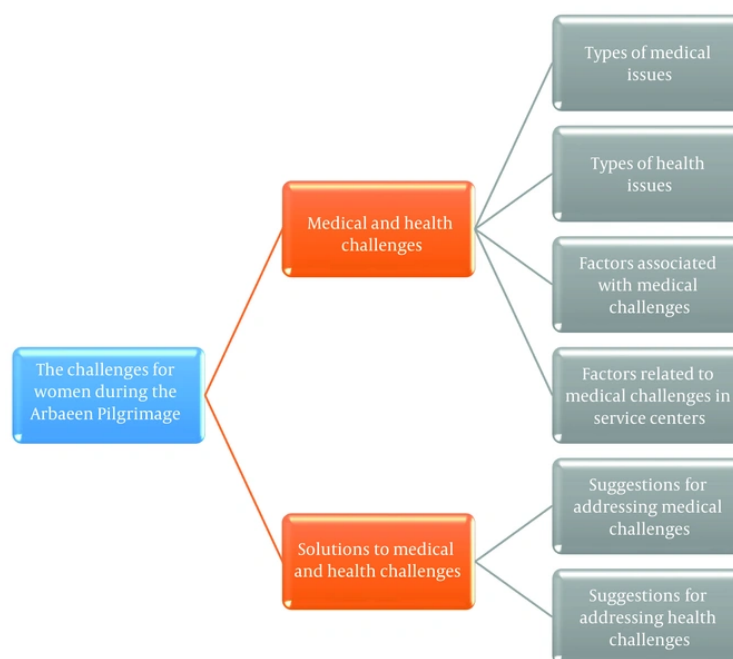 The challenges for
women during the
Arbaeen Pilgrimage
Medical and health
challenges
Solutions to medical
and health challenges
Types of medical
issues
Types of health
issues
Factors associated
with medical
challenges
Factors related to
medical challenges in
service centers
Suggestions for
addressing medical
challenges
Suggestions for
addressing health
challenges